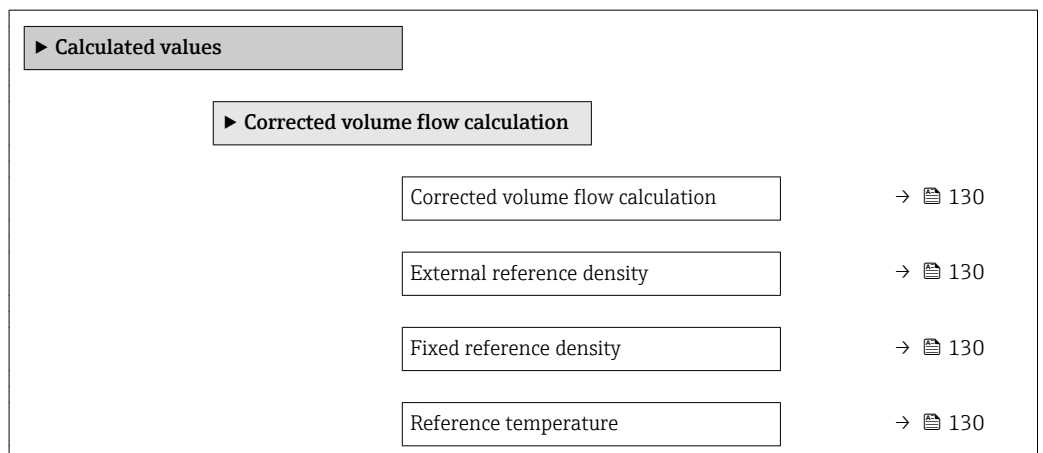 ▶ Calculated values
▶ Corrected volume flow calculation
Corrected volume flow calculation → 130
External reference density → 130
Fixed reference density → 130
Reference temperature → 130